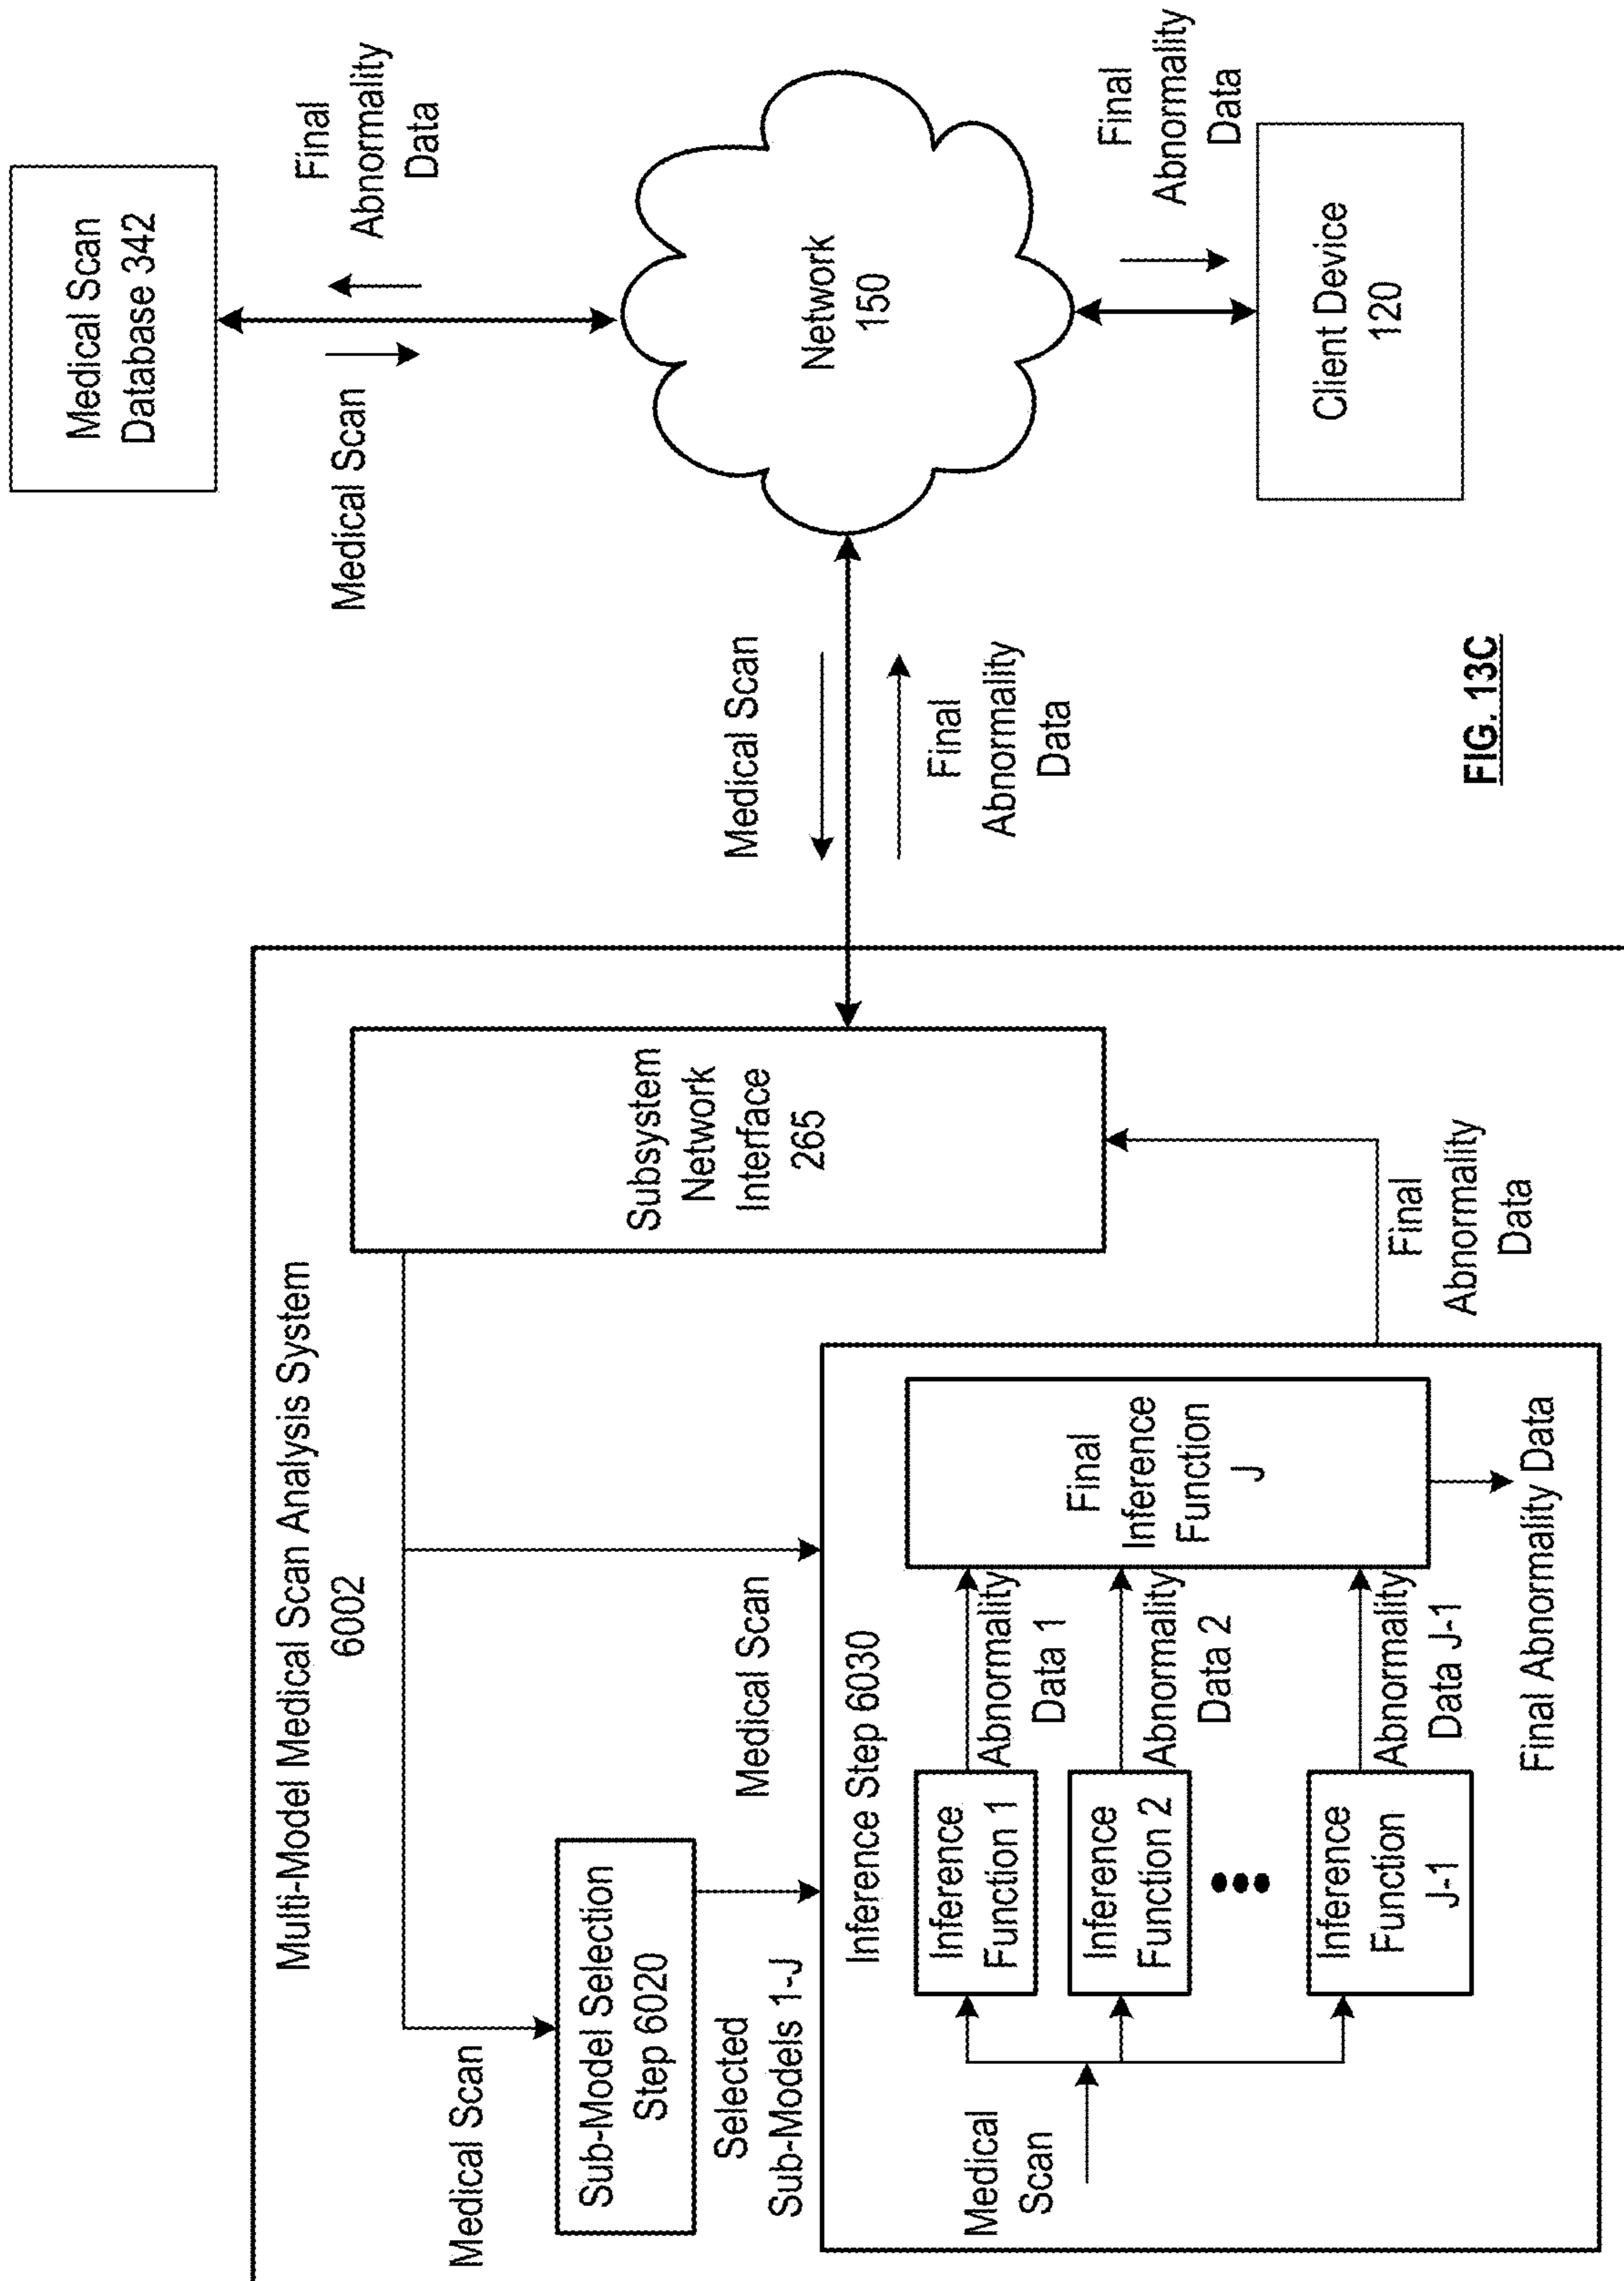 Multi-Model Medical Scan Analysis System
6002
Medical Scan
Sub-Model Selection
Step 6020
Selected
Sub-Models 1-J
Medical Scan
Subsystem
Network
Interface
265
Inference Step 6030
Medical
Scan
Inference
Function 1
Abnormality
Data 1
Inference
Function 2
Abnormality
Data 2
Inference
Function
J-1
Abnormality
Data J-1
Final
Inference
Function
J
Final Abnormality Data
Final
Abnormality
Data
Medical Scan
Final
Abnormality
Data
Medical Scan
Database 342
Medical Scan
Final
Abnormality
Data
Network
150
Final
Abnormality
Data
Client Device
120
FIG. 13C